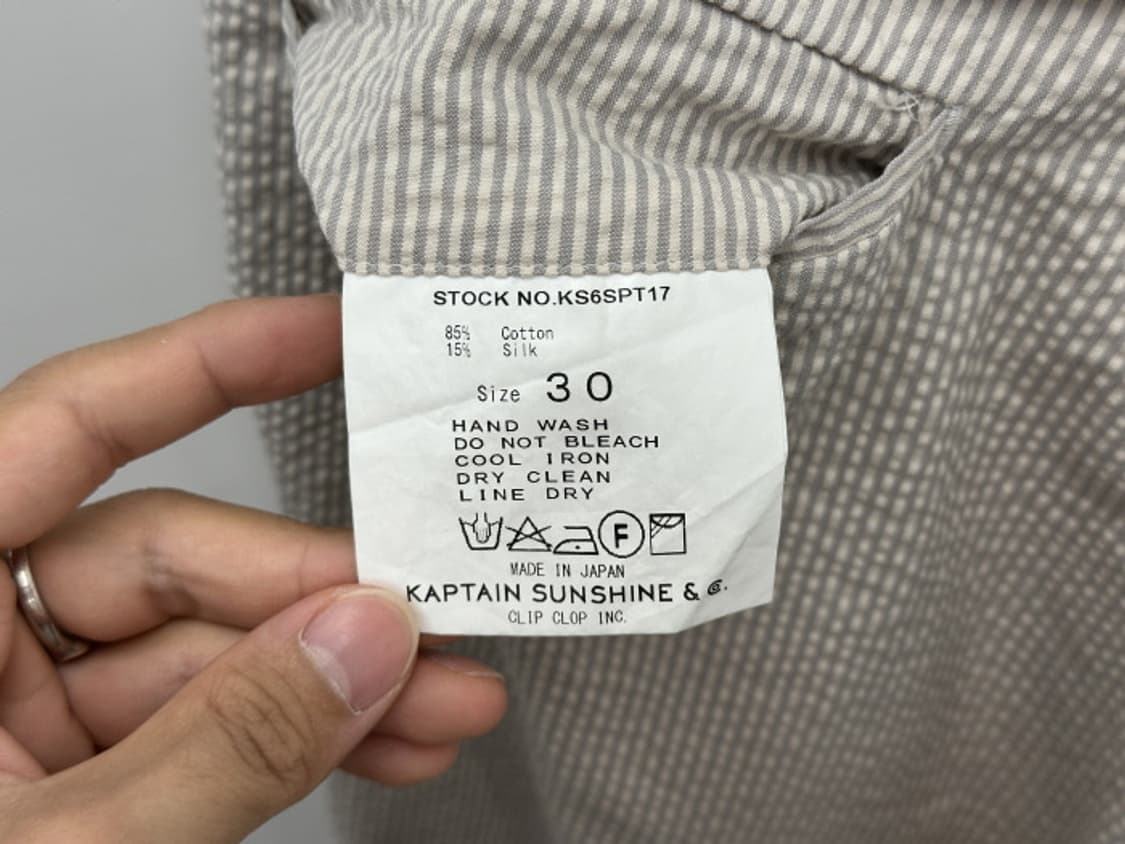 STOCK NO.KS6SPT17
85% Cotton
15% Silk
Size 30
HAND WASH
DO NOT BLEACH
COOL IRON
DRY CLEAN
LINE DRY
F
MADE IN JAPAN
KAPTAIN SUNSHINE & Co.
CLIP CLOP INC.